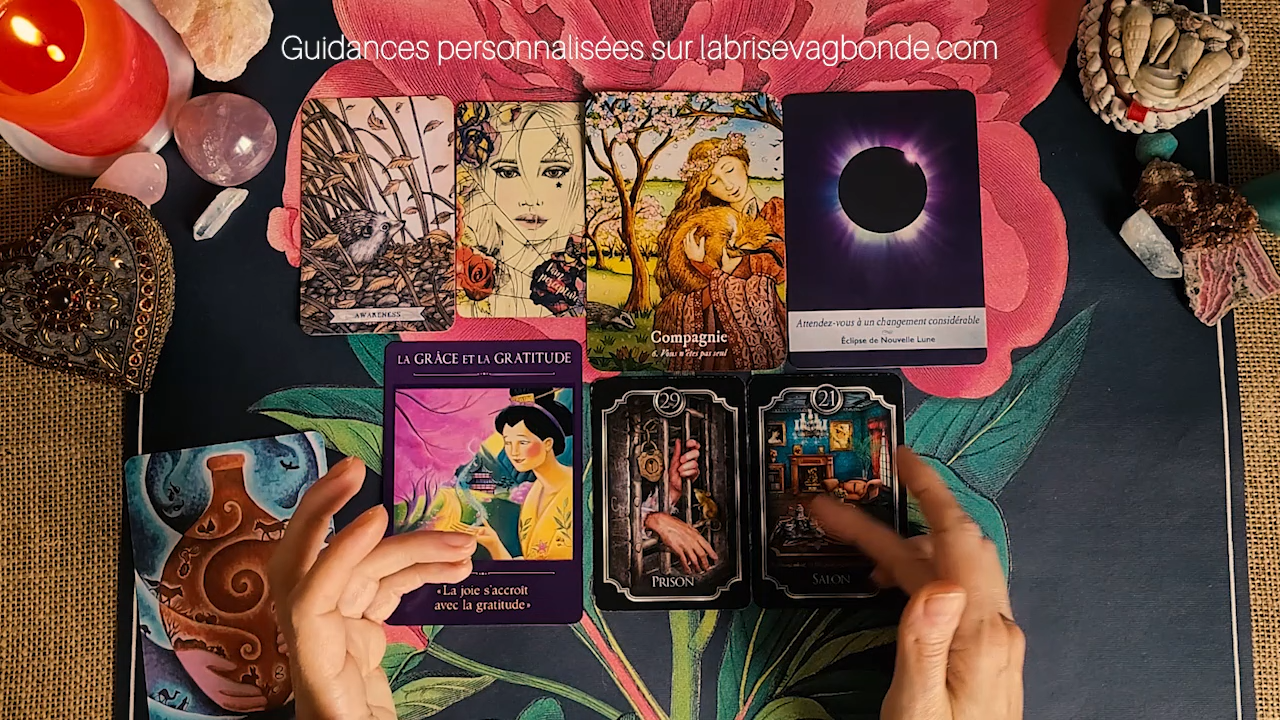 Guidances personnalisées sur labrisevagbonde.com
AWARENESS
Compagnie
6. Vous n'êtes pas seul
Attendez-vous à un changement considérable
Éclipse de Nouvelle Lune
LA GRÂCE ET LA GRATITUDE
«La joie s'accroît
avec la gratitude»
29
PRISON
21
SALON